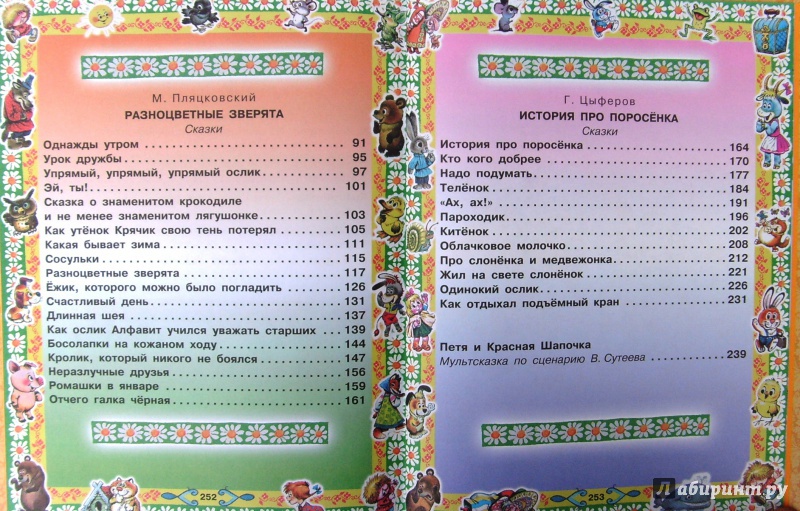 М. Пляцковский
РАЗНОЦВЕТНЫЕ ЗВЕРЯТА
Сказки
Однажды утром ........ 91
Урок дружбы ........ 95
Упрямый, упрямый, упрямый ослик ........ 97
Эй, ты! ........ 101
Сказка о знаменитом крокодиле
и не менее знаменитом лягушонке ........ 103
Как утёнок Крячик свою тень потерял ........ 105
Какая бывает зима ........ 111
Сосульки ........ 115
Разноцветные зверята ........ 117
Ёжик, которого можно было погладить ........ 126
Счастливый день ........ 131
Длинная шея ........ 137
Как ослик Алфавит учился уважать старших ........ 139
Босолапки на кожаном ходу ........ 144
Кролик, который никого не боялся ........ 147
Неразлучные друзья ........ 156
Ромашки в январе ........ 159
Отчего галка чёрная ........ 161
252
Г. Цыферов
ИСТОРИЯ ПРО ПОРОСЁНКА
Сказки
История про поросёнка ........ 164
Кто кого добрее ........ 170
Надо подумать ........ 177
Телёнок ........ 184
«Ах, ах!» ........ 191
Пароходик ........ 196
Китёнок ........ 202
Облачковое молочко ........ 208
Про слонёнка и медвежонка ........ 212
Жил на свете слонёнок ........ 221
Одинокий ослик ........ 226
Как отдыхал подъёмный кран ........ 231
Петя и Красная Шапочка
Мультсказка по сценарию В. Сутеева ........ 239
253
Лабиринт.ру